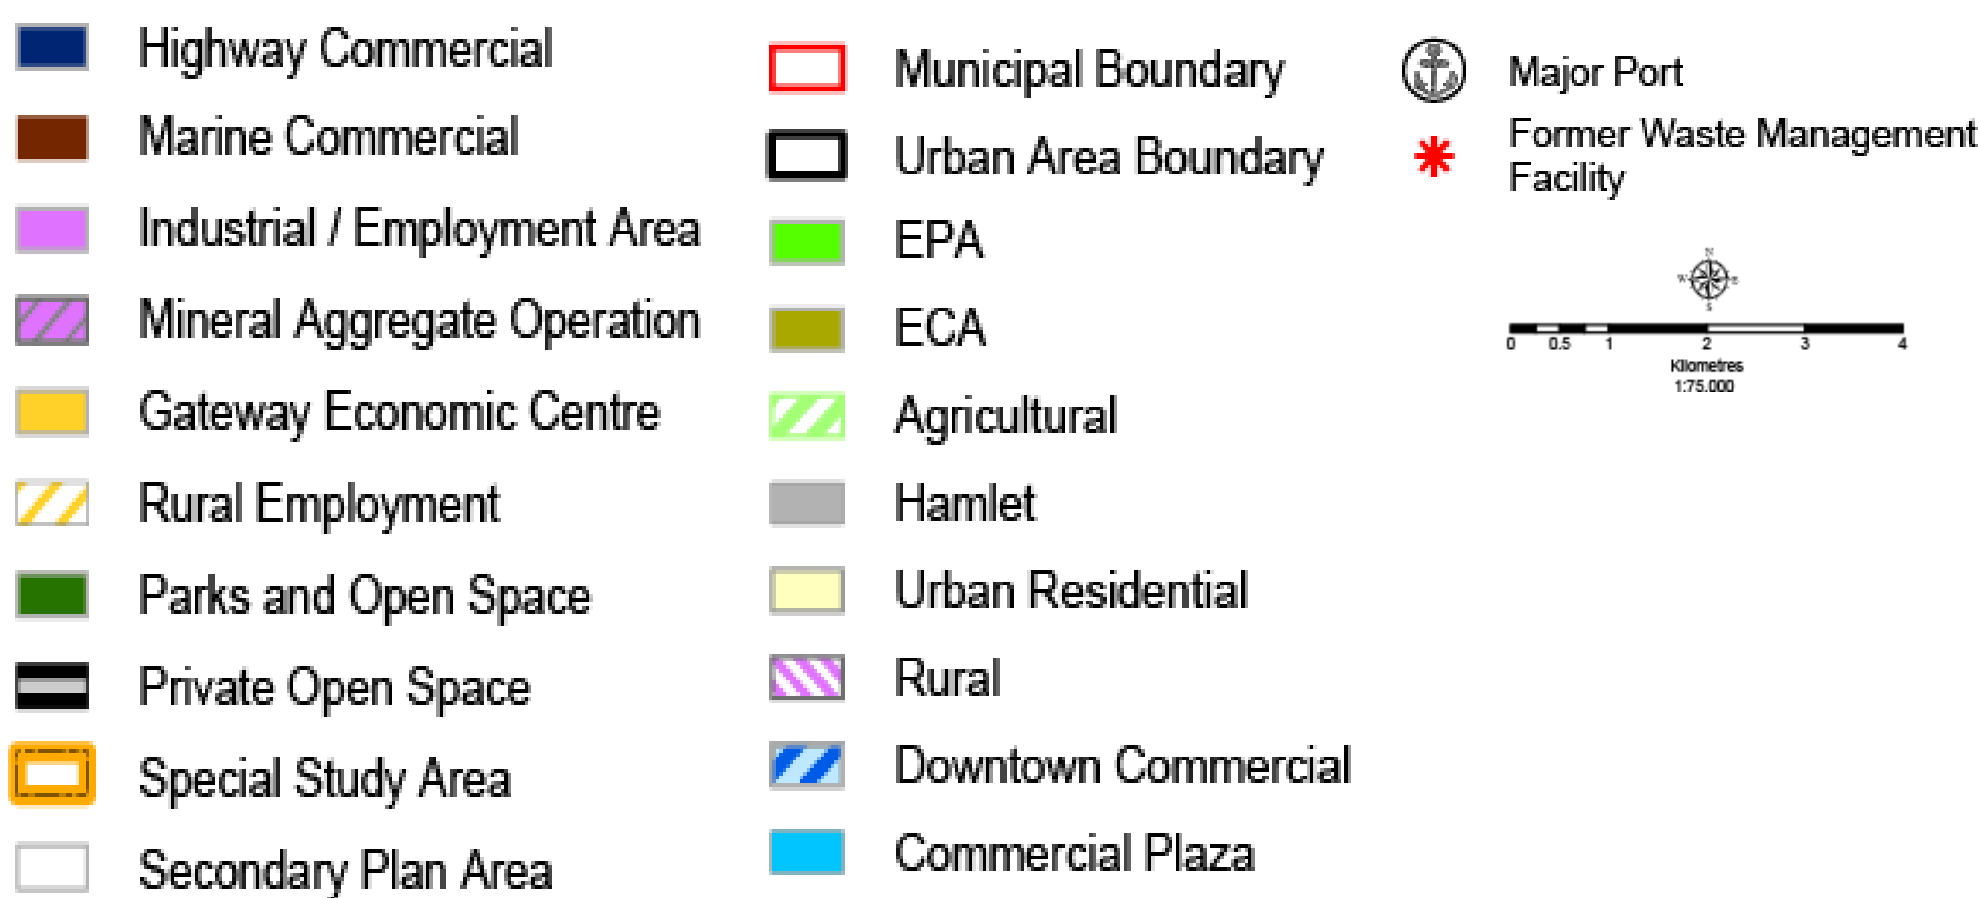 Highway Commercial
Marine Commercial
Industrial / Employment Area
Mineral Aggregate Operation
Gateway Economic Centre
Rural Employment
Parks and Open Space
Private Open Space
Special Study Area
Secondary Plan Area
Municipal Boundary
Urban Area Boundary
EPA
ECA
Agricultural
Hamlet
Urban Residential
Rural
Downtown Commercial
Commercial Plaza
Major Port
Former Waste Management
Facility
N
W E
S
0 0.5 1 2 3 4
Kilometres
1:75.000